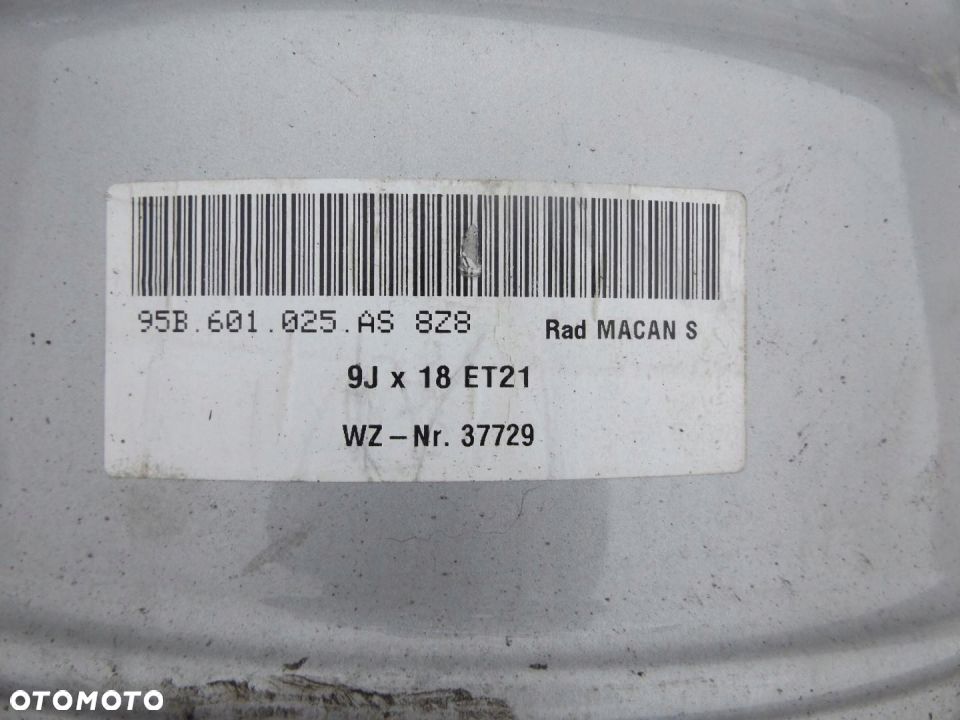 95B.601.025.AS 8Z8 Rad MACAN S
9J x 18 ET21
WZ – Nr. 37729
OTOMOTO